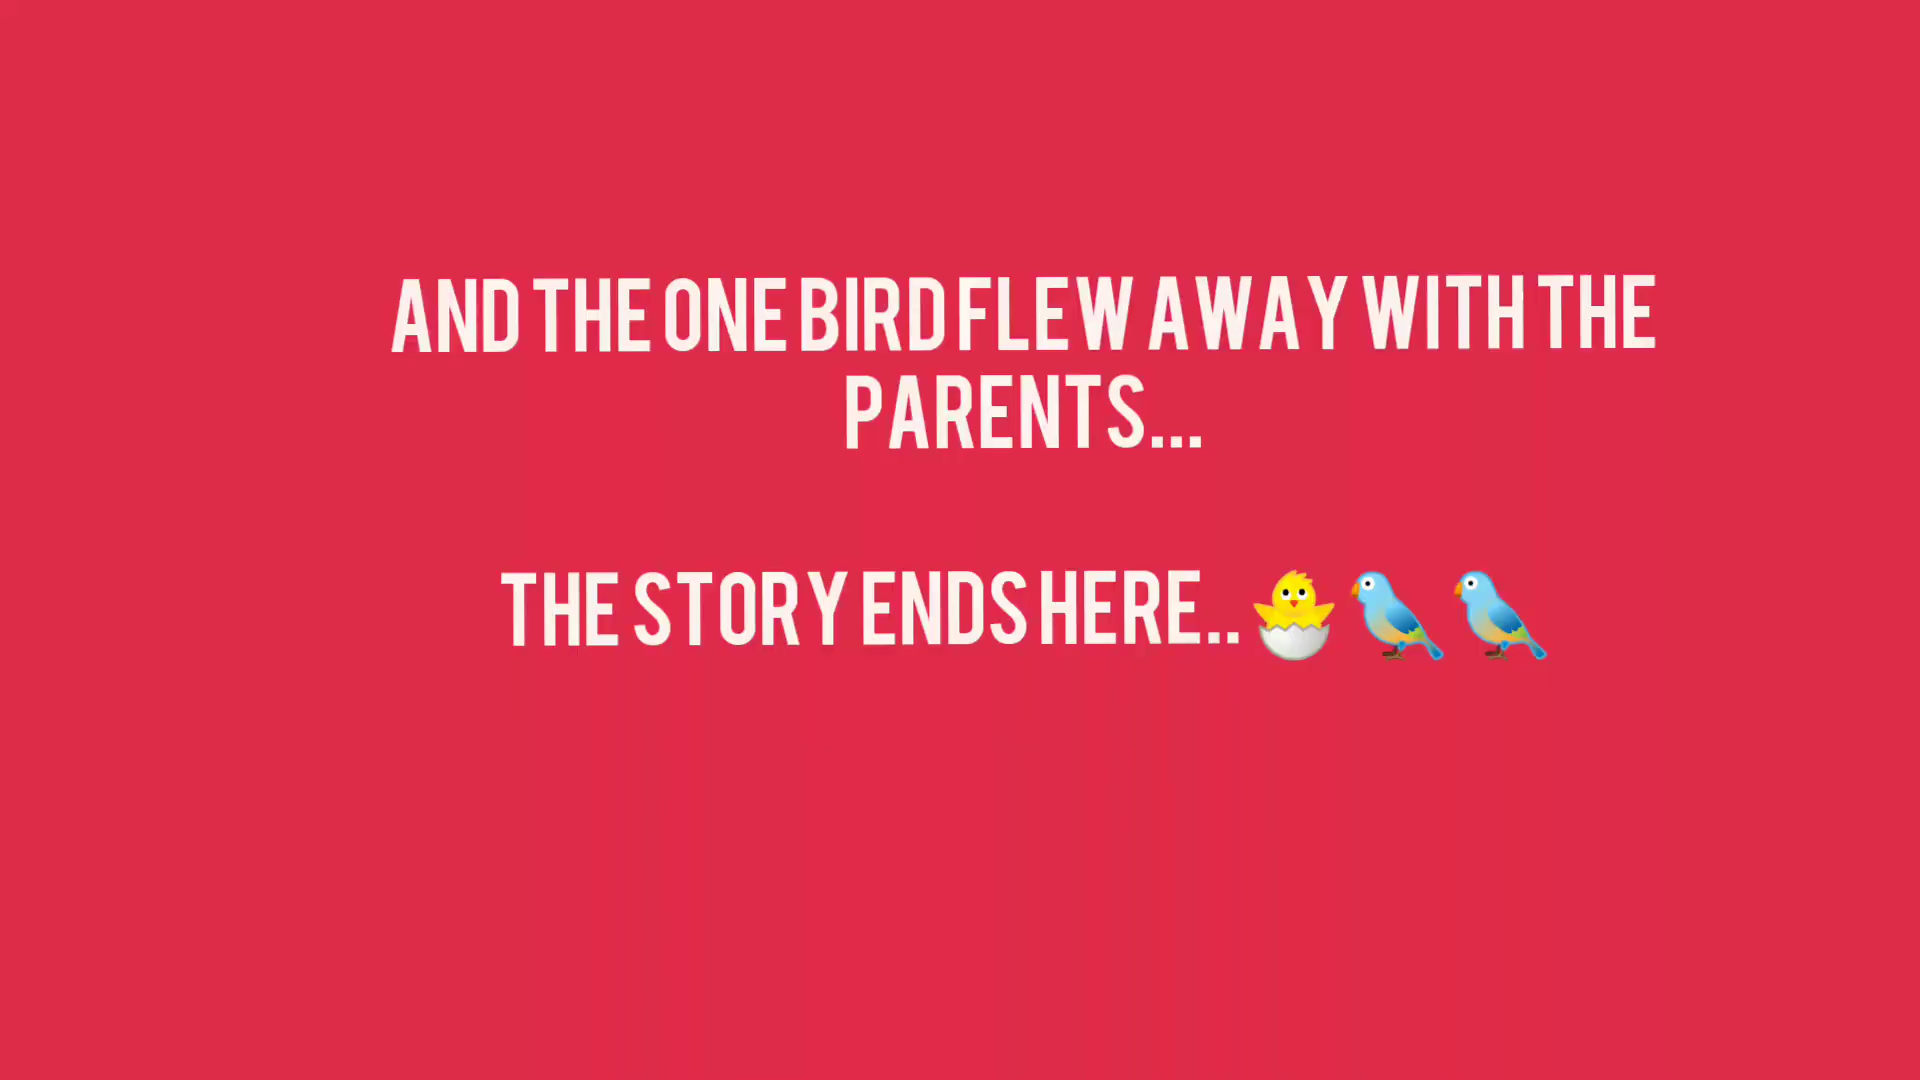 AND THE ONE BIRD FLEW AWAY WITH THE
PARENTS...
THE STORY ENDS HERE..🐣🐦🐦